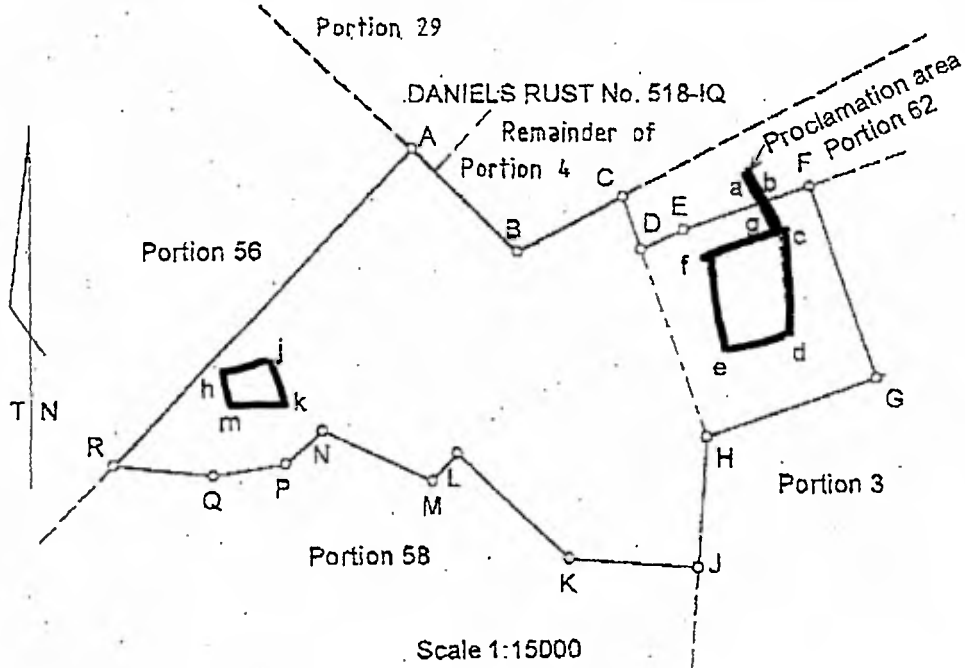 Portion 29
DANIELS RUST No. 518-IQ
Remainder of
Portion 4
Proclamation area
Portion 62
A
C
F
a
b
E
D
B
g
c
f
Portion 56
j
h
e
d
k
m
G
T N
R
N
H
L
Q
P
M
Portion 3
Portion 58
K
J
Scale 1:15000